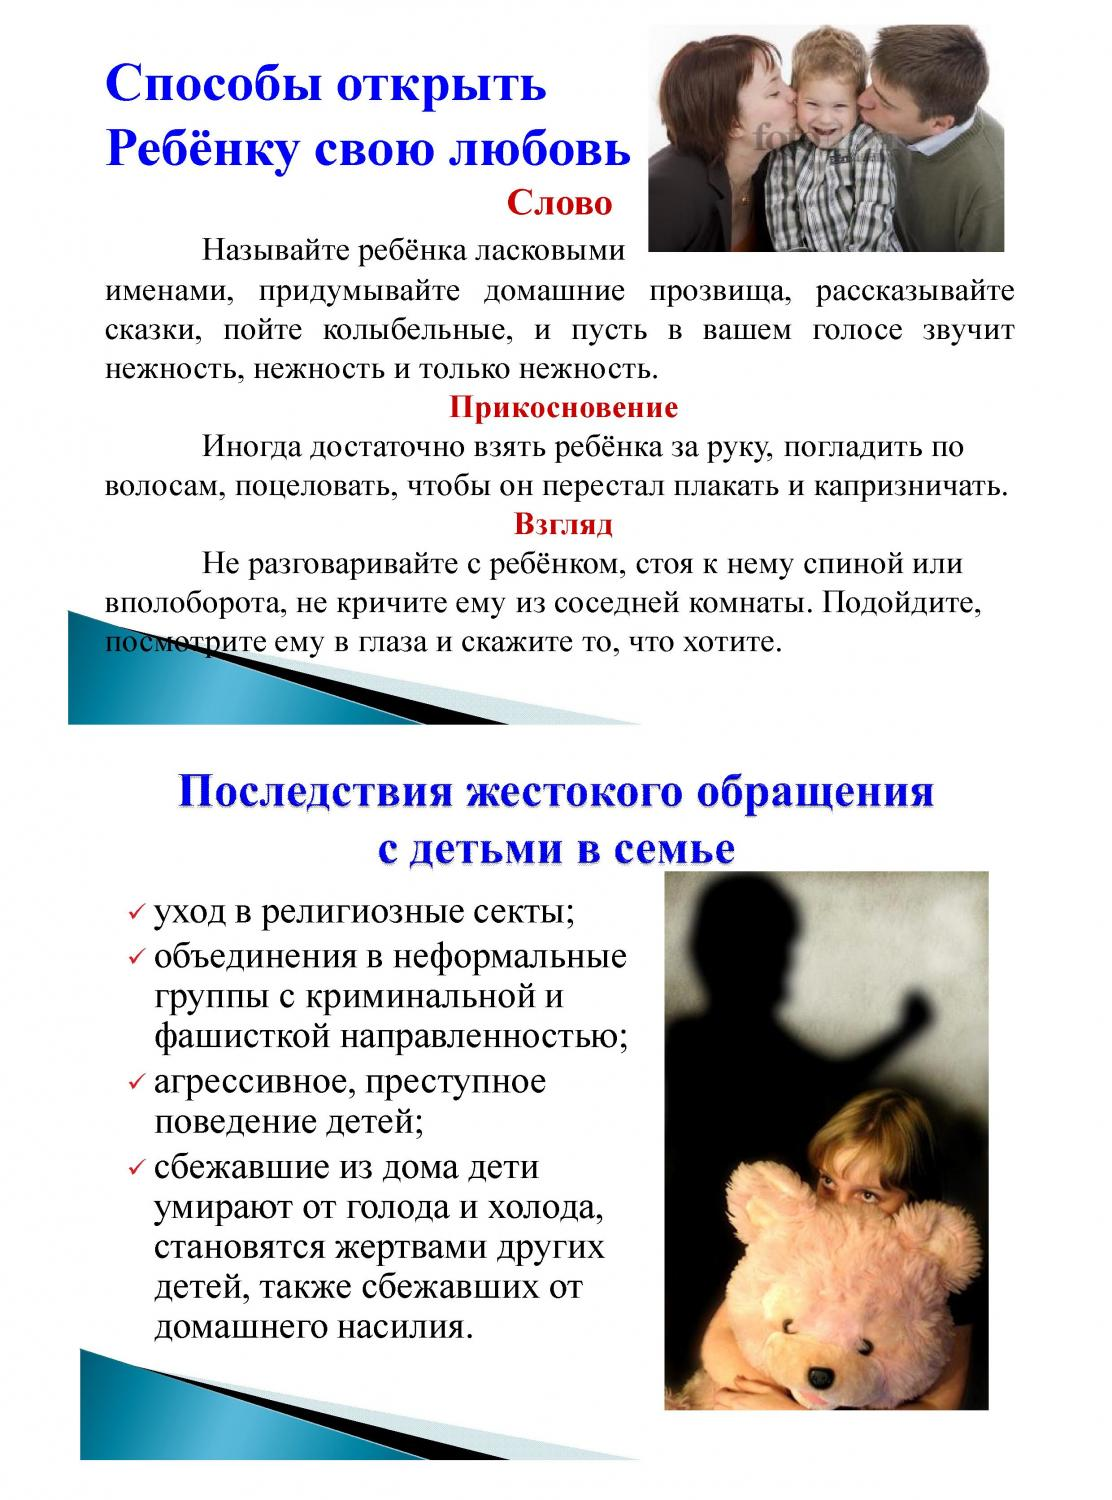 Способы открыть
Ребёнку свою любовь
Слово
Называйте ребёнка ласковыми
именами, придумывайте домашние прозвища, рассказывайте
сказки, пойте колыбельные, и пусть в вашем голосе звучит
нежность, нежность и только нежность.
Прикосновение
Иногда достаточно взять ребёнка за руку, погладить по
волосам, поцеловать, чтобы он перестал плакать и капризничать.
Взгляд
Не разговаривайте с ребёнком, стоя к нему спиной или
вполоборота, не кричите ему из соседней комнаты. Подойдите,
посмотрите ему в глаза и скажите то, что хотите.
Последствия жестокого обращения
с детьми в семье
уход в религиозные секты;
объединения в неформальные
группы с криминальной и
фашисткой направленностью;
агрессивное, преступное
поведение детей;
сбежавшие из дома дети
умирают от голода и холода,
становятся жертвами других
детей, также сбежавших от
домашнего насилия.